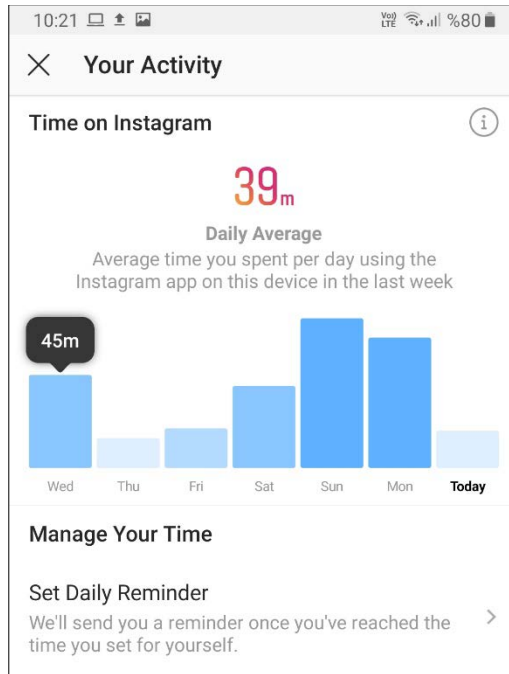 10:21 Vo) LTE %80
Your Activity
Time on Instagram
39m
Daily Average
Average time you spent per day using the
Instagram app on this device in the last week
45m
Wed Thu Fri Sat Sun Mon Today
Manage Your Time
Set Daily Reminder
We'll send you a reminder once you've reached the
time you set for yourself.